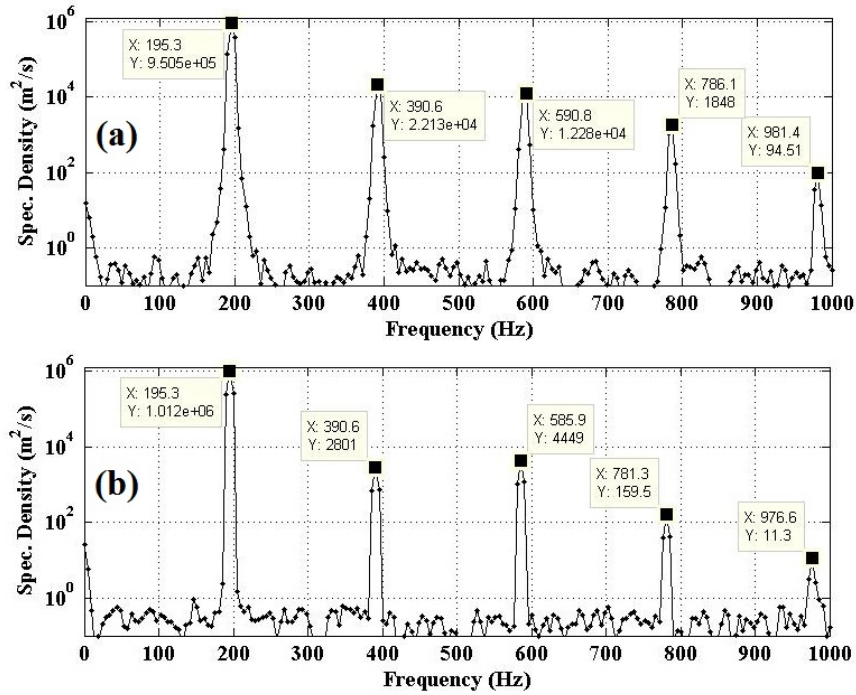 10^6
10^4
10^2
10^0
Spec. Density (m^2/s)
(a)
X: 195.3
Y: 9.505e+05
X: 390.6
Y: 2.213e+04
X: 590.8
Y: 1.228e+04
X: 786.1
Y: 1848
X: 981.4
Y: 94.51
0 100 200 300 400 500 600 700 800 900 1000
Frequency (Hz)
10^6
10^4
10^2
10^0
Spec. Density (m^2/s)
(b)
X: 195.3
Y: 1.012e+06
X: 390.6
Y: 2801
X: 585.9
Y: 4449
X: 781.3
Y: 159.5
X: 976.6
Y: 11.3
0 100 200 300 400 500 600 700 800 900 1000
Frequency (Hz)